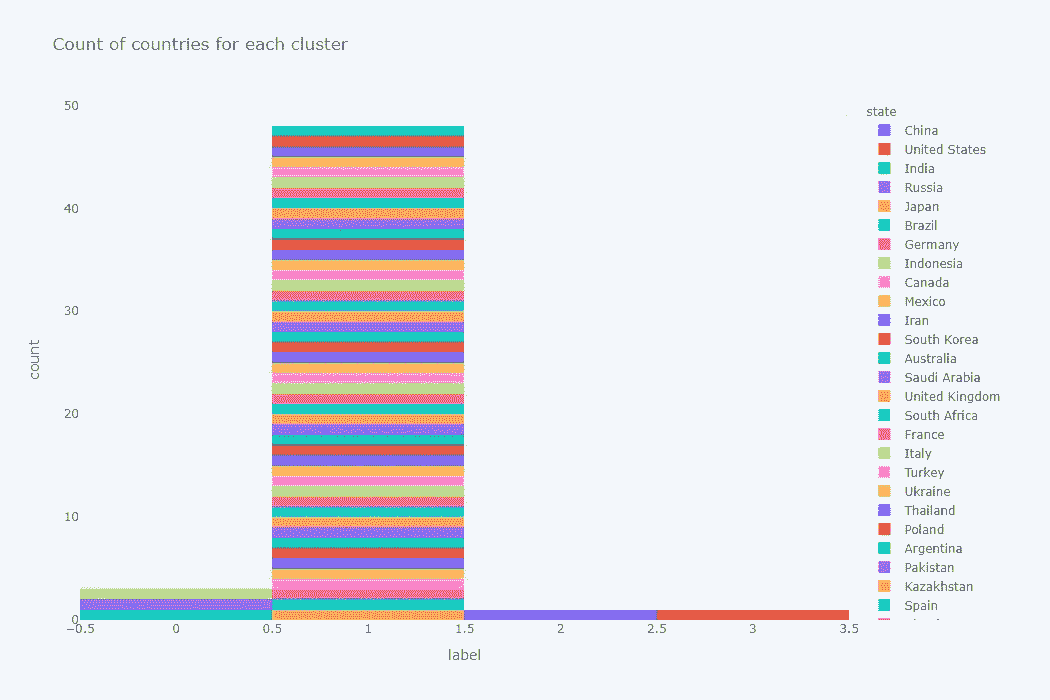 Count of countries for each cluster
50
40
30
20
10
0
count
−0.5
0
0.5
1
1.5
2
2.5
3
3.5
label
state
China
United States
India
Russia
Japan
Brazil
Germany
Indonesia
Canada
Mexico
Iran
South Korea
Australia
Saudi Arabia
United Kingdom
South Africa
France
Italy
Turkey
Ukraine
Thailand
Poland
Argentina
Pakistan
Kazakhstan
Spain